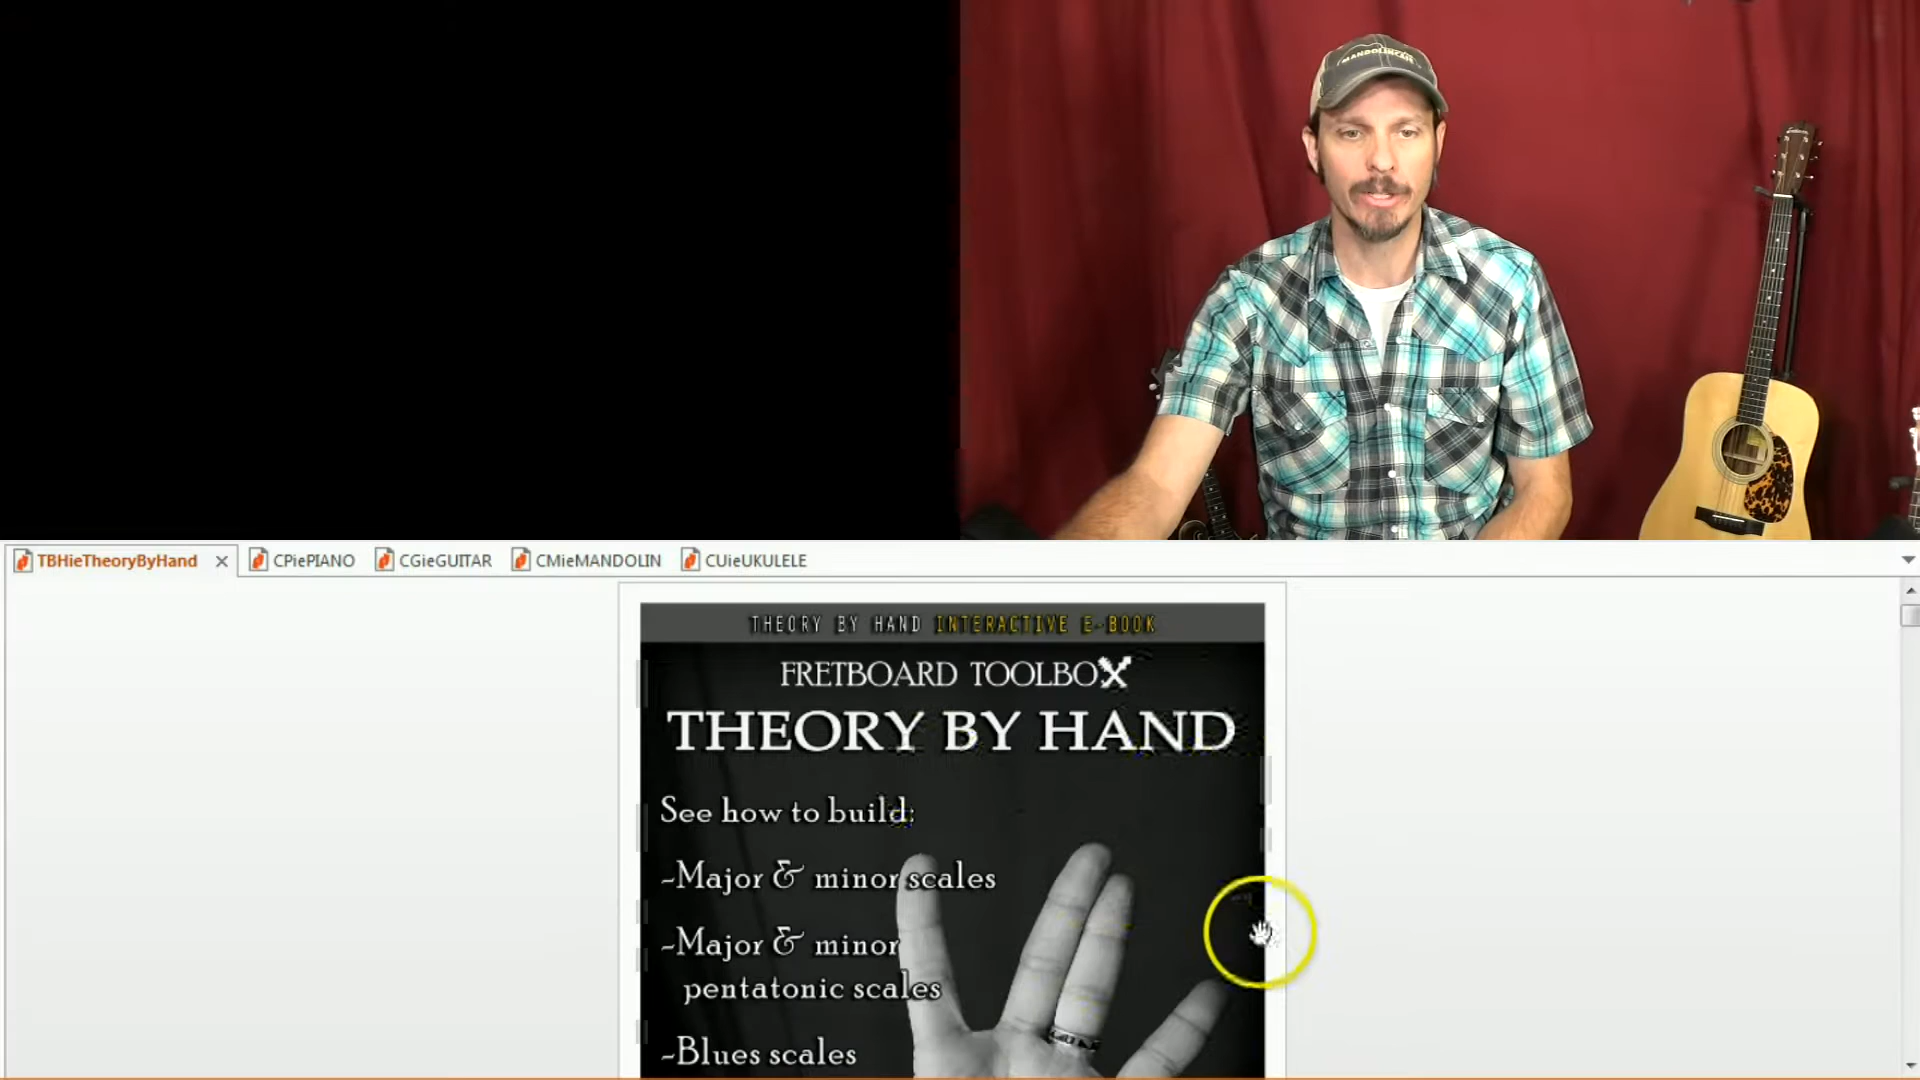 MANDOLINCAFE
TBHieTheoryByHand
CPiePIANO
CGieGUITAR
CMieMANDOLIN
CUieUKULELE
THEORY BY HAND INTERACTIVE E-BOOK
FRETBOARD TOOLBOX
THEORY BY HAND
See how to build:
-Major & minor scales
-Major & minor
pentatonic scales
-Blues scales